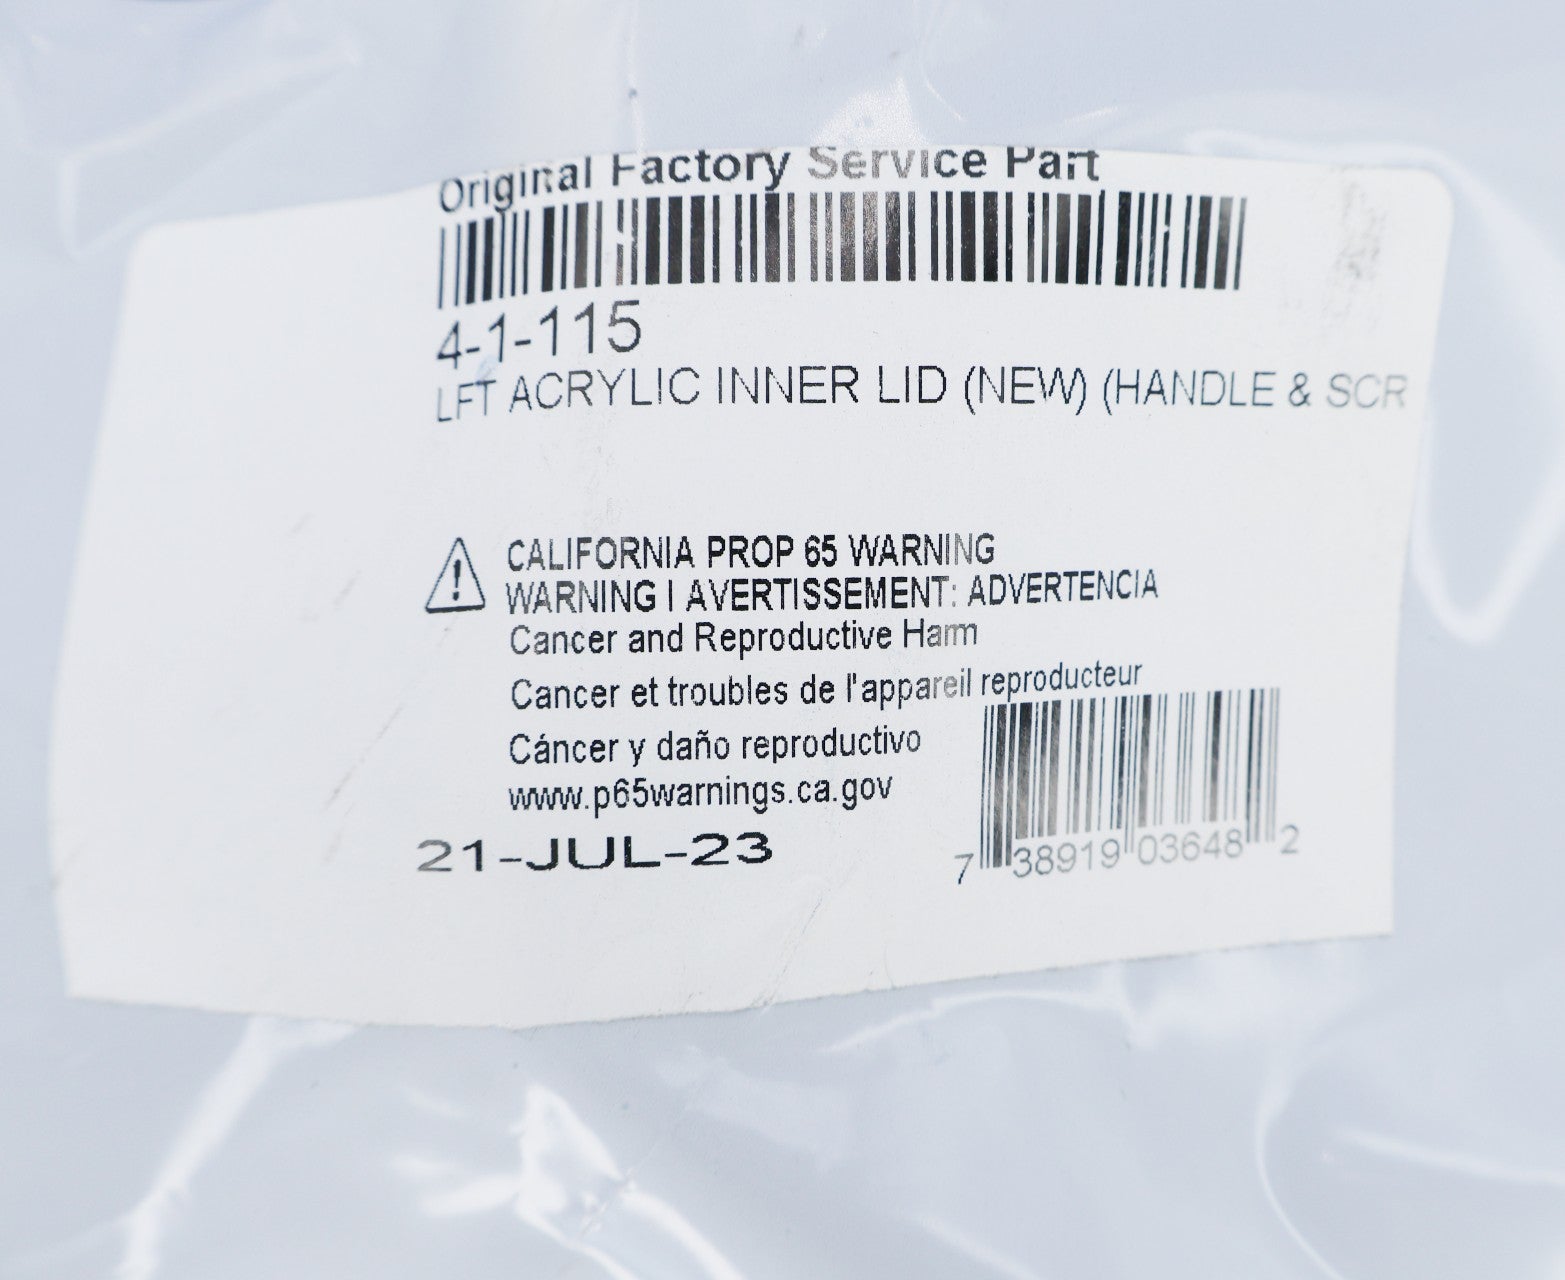 Original Factory Service Part
4-1-115
LFT ACRYLIC INNER LID (NEW) (HANDLE & SCR
CALIFORNIA PROP 65 WARNING
WARNING I AVERTISSEMENT: ADVERTENCIA
Cancer and Reproductive Harm
Cancer et troubles de l'appareil reproducteur
Cáncer y daño reproductivo
www.p65warnings.ca.gov
21-JUL-23
7 38919 03648 2